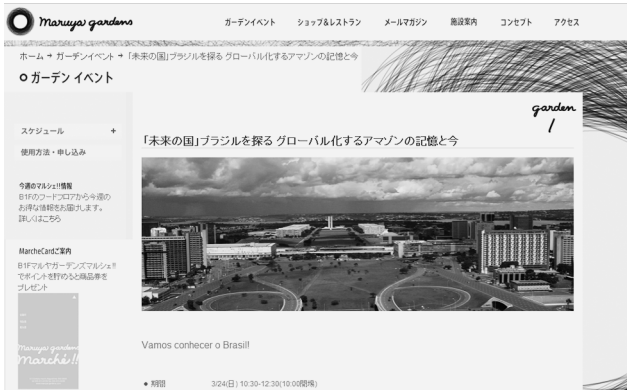 Maruya gardens
ガーデンイベント ショップ&レストラン メールマガジン 施設案内 コンセプト アクセス
ホーム → ガーデンイベント → 「未来の国」ブラジルを探る グローバル化するアマゾンの記憶と今
ガーデン イベント
スケジュール +
使用方法・申し込み
今週のマルシェ!!情報
B1Fのフードフロアから今週の
お得な情報をお届けします。
詳しくはこちら
MarcheCardご案内
B1Fマルヤガーデンズマルシェ!!
でポイントを貯めると商品券を
プレゼント
Maruya gardens
Marché!!
garden
1
「未来の国」ブラジルを探る グローバル化するアマゾンの記憶と今
Vamos conhecer o Brasil!
● 期間 3/24(日) 10:30-12:30(10:00開場)